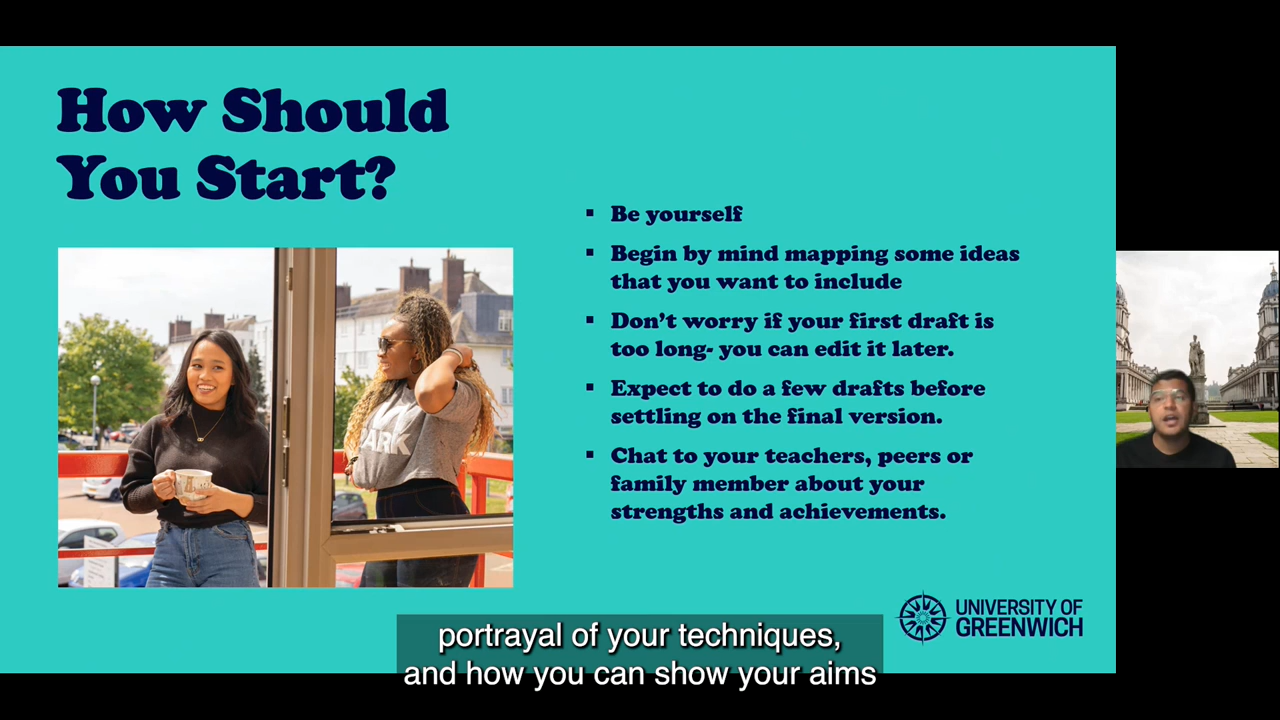 How Should
You Start?
▪ Be yourself
▪ Begin by mind mapping some ideas
that you want to include
▪ Don’t worry if your first draft is
too long- you can edit it later.
▪ Expect to do a few drafts before
settling on the final version.
▪ Chat to your teachers, peers or
family member about your
strengths and achievements.
ARK
UNIVERSITY OF
GREENWICH
portrayal of your techniques,
and how you can show your aims